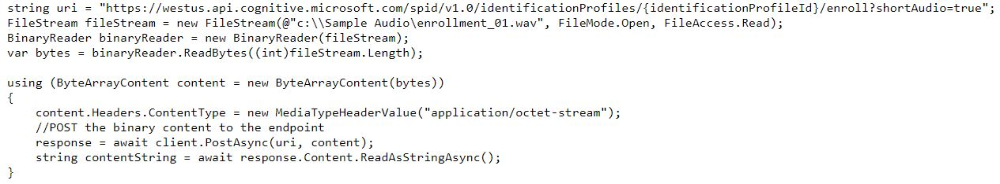 string uri = "https://westus.api.cognitive.microsoft.com/spid/v1.0/identificationProfiles/{identificationProfileId}/enroll?shortAudio=true";
FileStream fileStream = new FileStream(@"c:\\Sample Audio\enrollment_01.wav", FileMode.Open, FileAccess.Read);
BinaryReader binaryReader = new BinaryReader(fileStream);
var bytes = binaryReader.ReadBytes((int)fileStream.Length);

using (ByteArrayContent content = new ByteArrayContent(bytes))
{
    content.Headers.ContentType = new MediaTypeHeaderValue("application/octet-stream");
    //POST the binary content to the endpoint
    response = await client.PostAsync(uri, content);
    string contentString = await response.Content.ReadAsStringAsync();
}